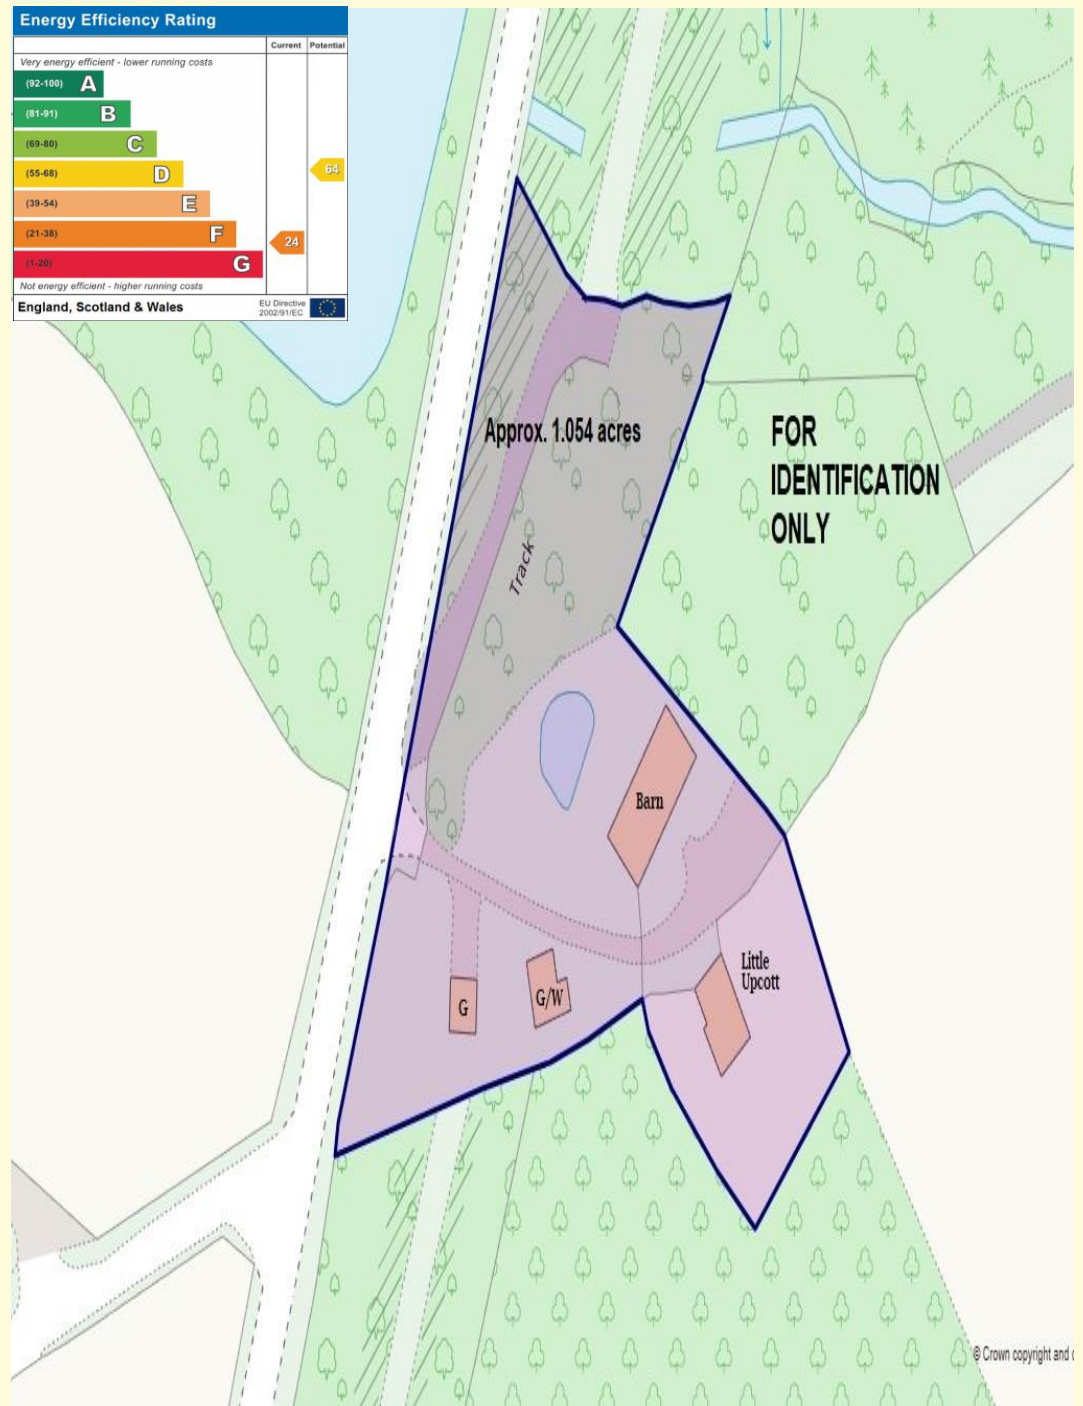 Energy Efficiency Rating
Current Potential
Very energy efficient - lower running costs
(92-100) A
(81-91) B
(69-80) C
(55-68) D
64
(39-54) E
(21-38) F
24
(1-20) G
Not energy efficient - higher running costs
England, Scotland & Wales
EU Directive
2002/91/EC
Approx. 1.054 acres
FOR
IDENTIFICATION
ONLY
Track
Barn
Little
Upcott
G
G/W
© Crown copyright and